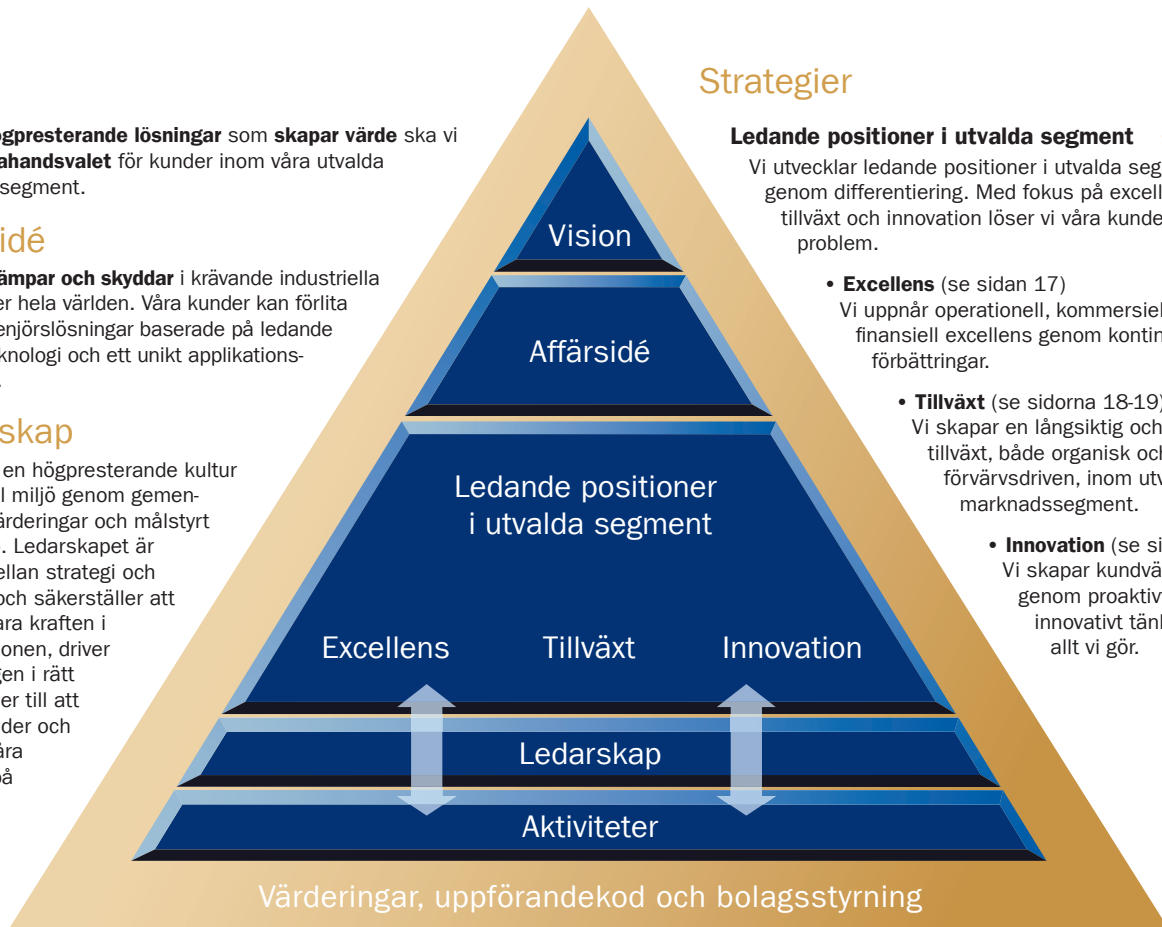 ögpresterande lösningar som skapar värde ska vi
ahandsvalet för kunder inom våra utvalda
segment.
idé
ämpar och skyddar i krävande industriella
er hela världen. Våra kunder kan förlita
enjörslösningar baserade på ledande
knologi och ett unikt applikations-
skap
en högpresterande kultur
l miljö genom gemen-
ärderingar och målstyrt
. Ledarskapet är
ellan strategi och
och säkerställer att
ara kraften i
onen, driver
gen i rätt
er till att
der och
åra
på
Vision
Affärsidé
Ledande positioner
i utvalda segment
Excellens Tillväxt Innovation
Ledarskap
Aktiviteter
Värderingar, uppförandekod och bolagsstyrning
Strategier
Ledande positioner i utvalda segment
Vi utvecklar ledande positioner i utvalda seg
genom differentiering. Med fokus på excell
tillväxt och innovation löser vi våra kunde
problem.
• Excellens (se sidan 17)
Vi uppnår operationell, kommersiel
finansiell excellens genom kontin
förbättringar.
• Tillväxt (se sidorna 18-19)
Vi skapar en långsiktig och
tillväxt, både organisk och
förvärvsdriven, inom utv
marknadssegment.
• Innovation (se si
Vi skapar kundvä
genom proaktiv
innovativt tänk
allt vi gör.